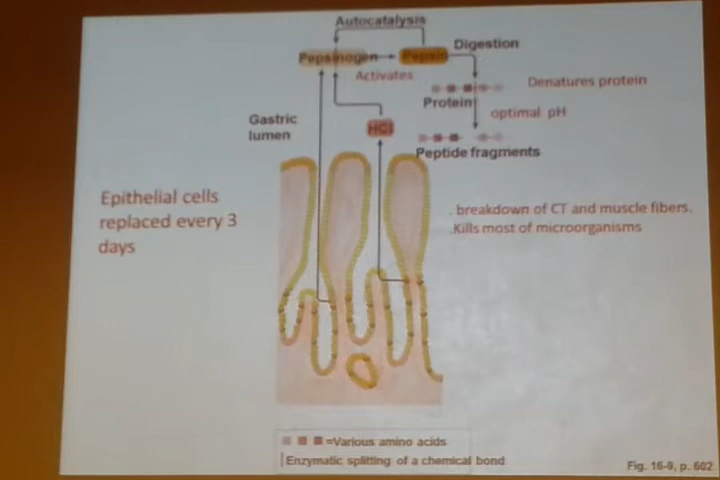 Autocatalysis
Pepsinogen
Pepsin
Digestion
Activates
Denatures protein
Protein
optimal pH
Gastric
lumen
HCl
Peptide fragments
Epithelial cells
replaced every 3
days
. breakdown of CT and muscle fibers.
.Kills most of microorganisms
=Various amino acids
Enzymatic splitting of a chemical bond
Fig. 16-9, p. 602